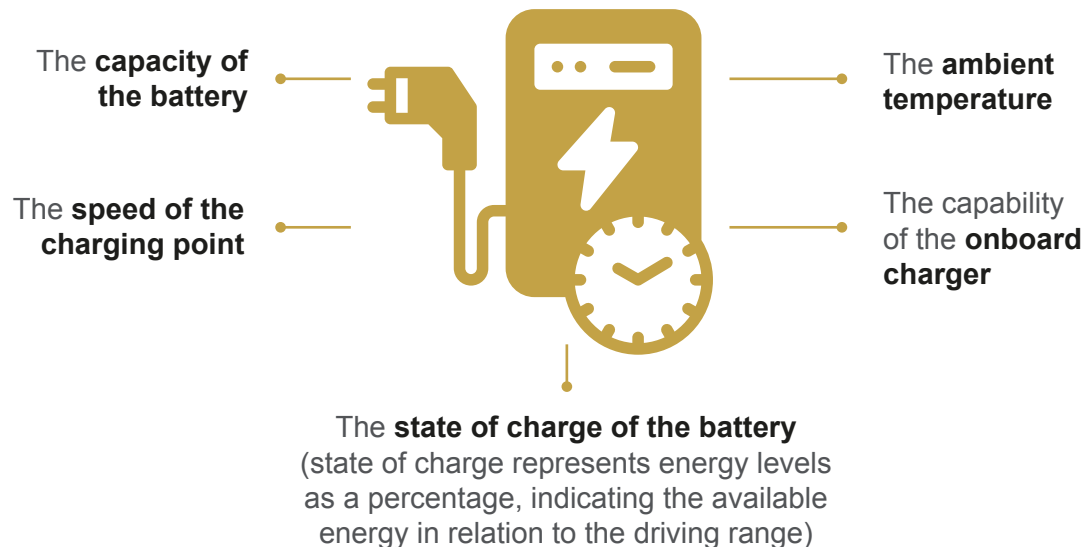 The capacity of
the battery
The speed of the
charging point
The ambient
temperature
The capability
of the onboard
charger
The state of charge of the battery
(state of charge represents energy levels
as a percentage, indicating the available
energy in relation to the driving range)